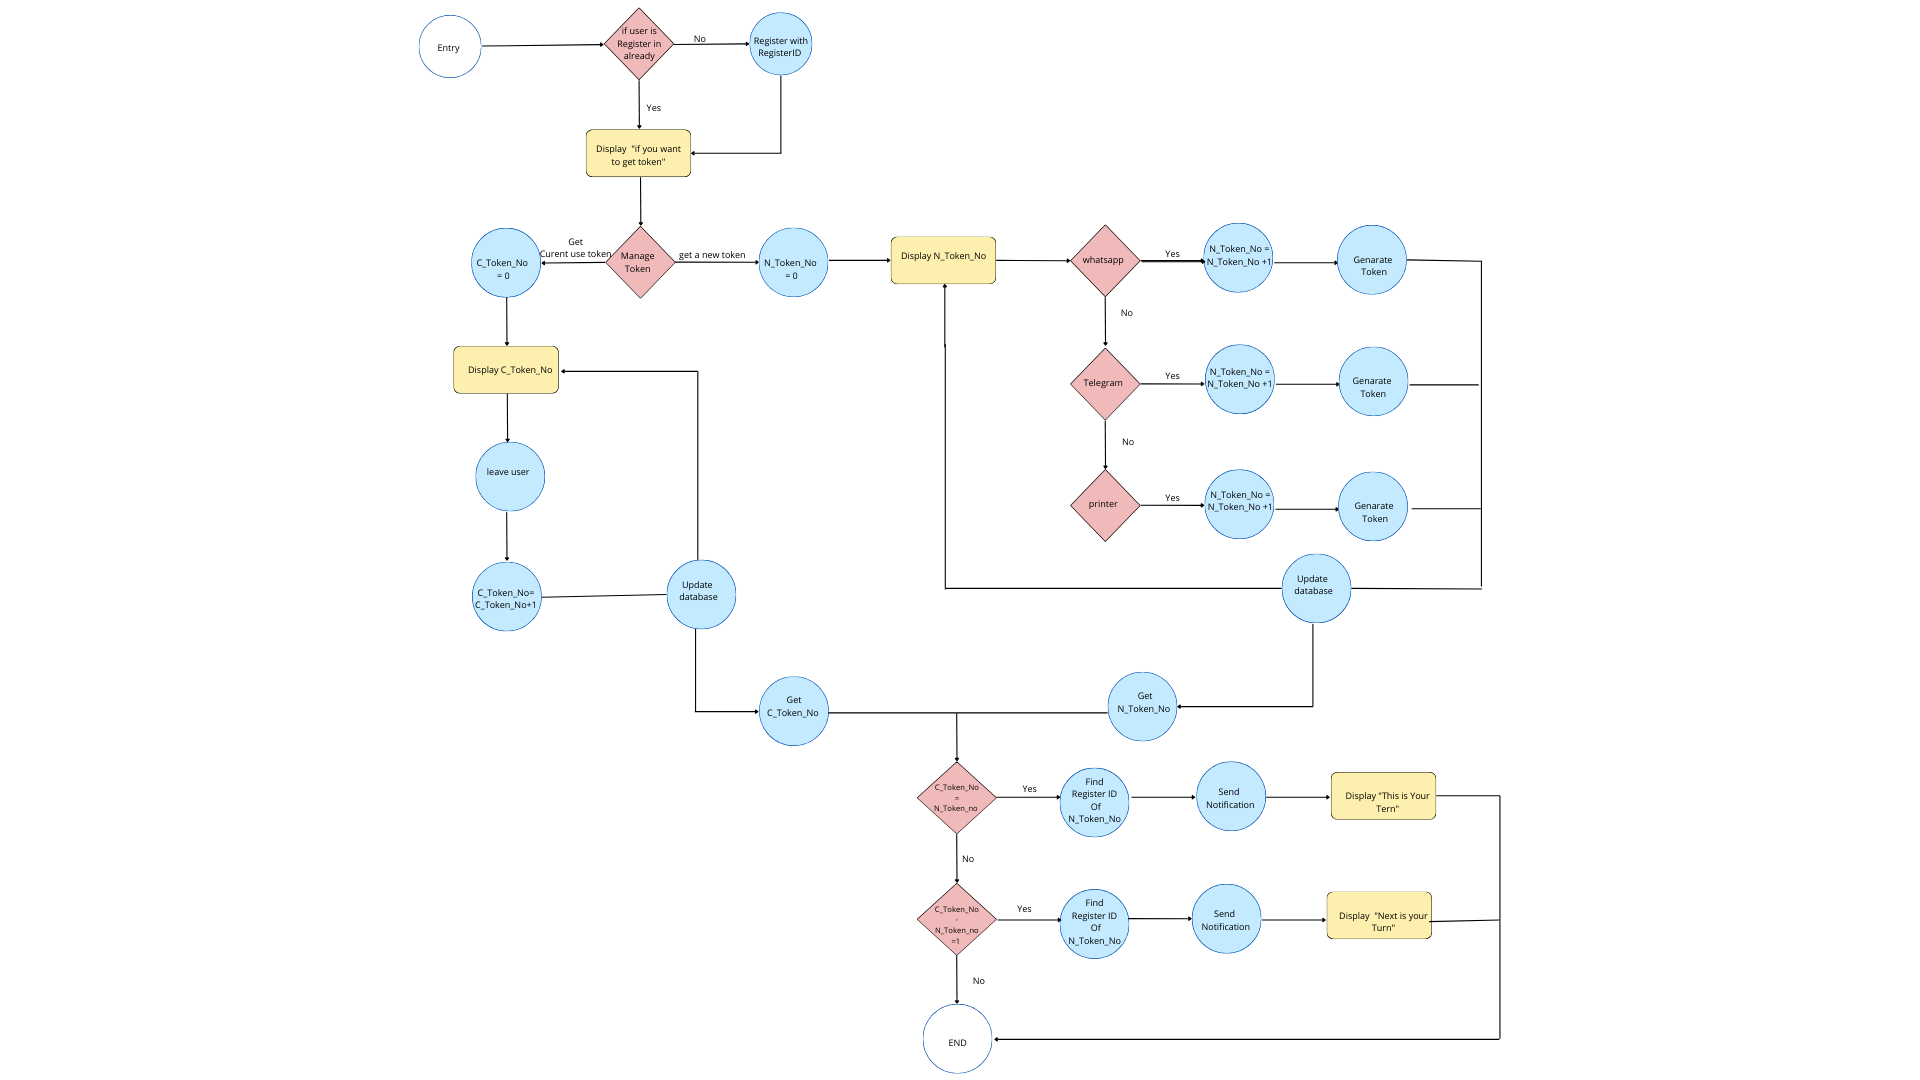 Entry
if user is
Register in
already
No
Register with
RegisterID
Yes
Display  "if you want
to get token"
Get
Curent use token
Manage
Token
get a new token
C_Token_No
= 0
N_Token_No
= 0
Display N_Token_No
whatsapp
Yes
N_Token_No =
N_Token_No +1
Genarate
Token
No
Display C_Token_No
Telegram
Yes
N_Token_No =
N_Token_No +1
Genarate
Token
No
leave user
printer
Yes
N_Token_No =
N_Token_No +1
Genarate
Token
C_Token_No=
C_Token_No+1
Update
database
Update
database
Get
C_Token_No
Get
N_Token_No
C_Token_No
=
N_Token_no
Yes
Find
Register ID
Of
N_Token_No
Send
Notification
Display "This is Your
Tern"
No
C_Token_No
-
N_Token_no
=1
Yes
Find
Register ID
Of
N_Token_No
Send
Notification
Display  "Next is your
Turn"
No
END